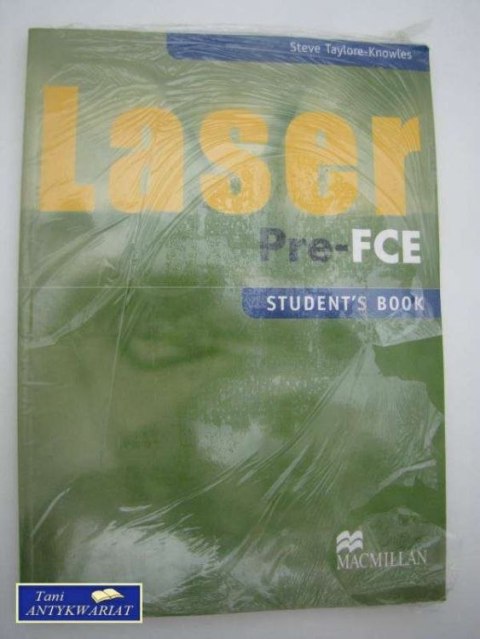 Steve Taylore-Knowles
Laser
Pre-FCE
STUDENT'S BOOK
MACMILLAN
Tani
ANTYKWARIAT